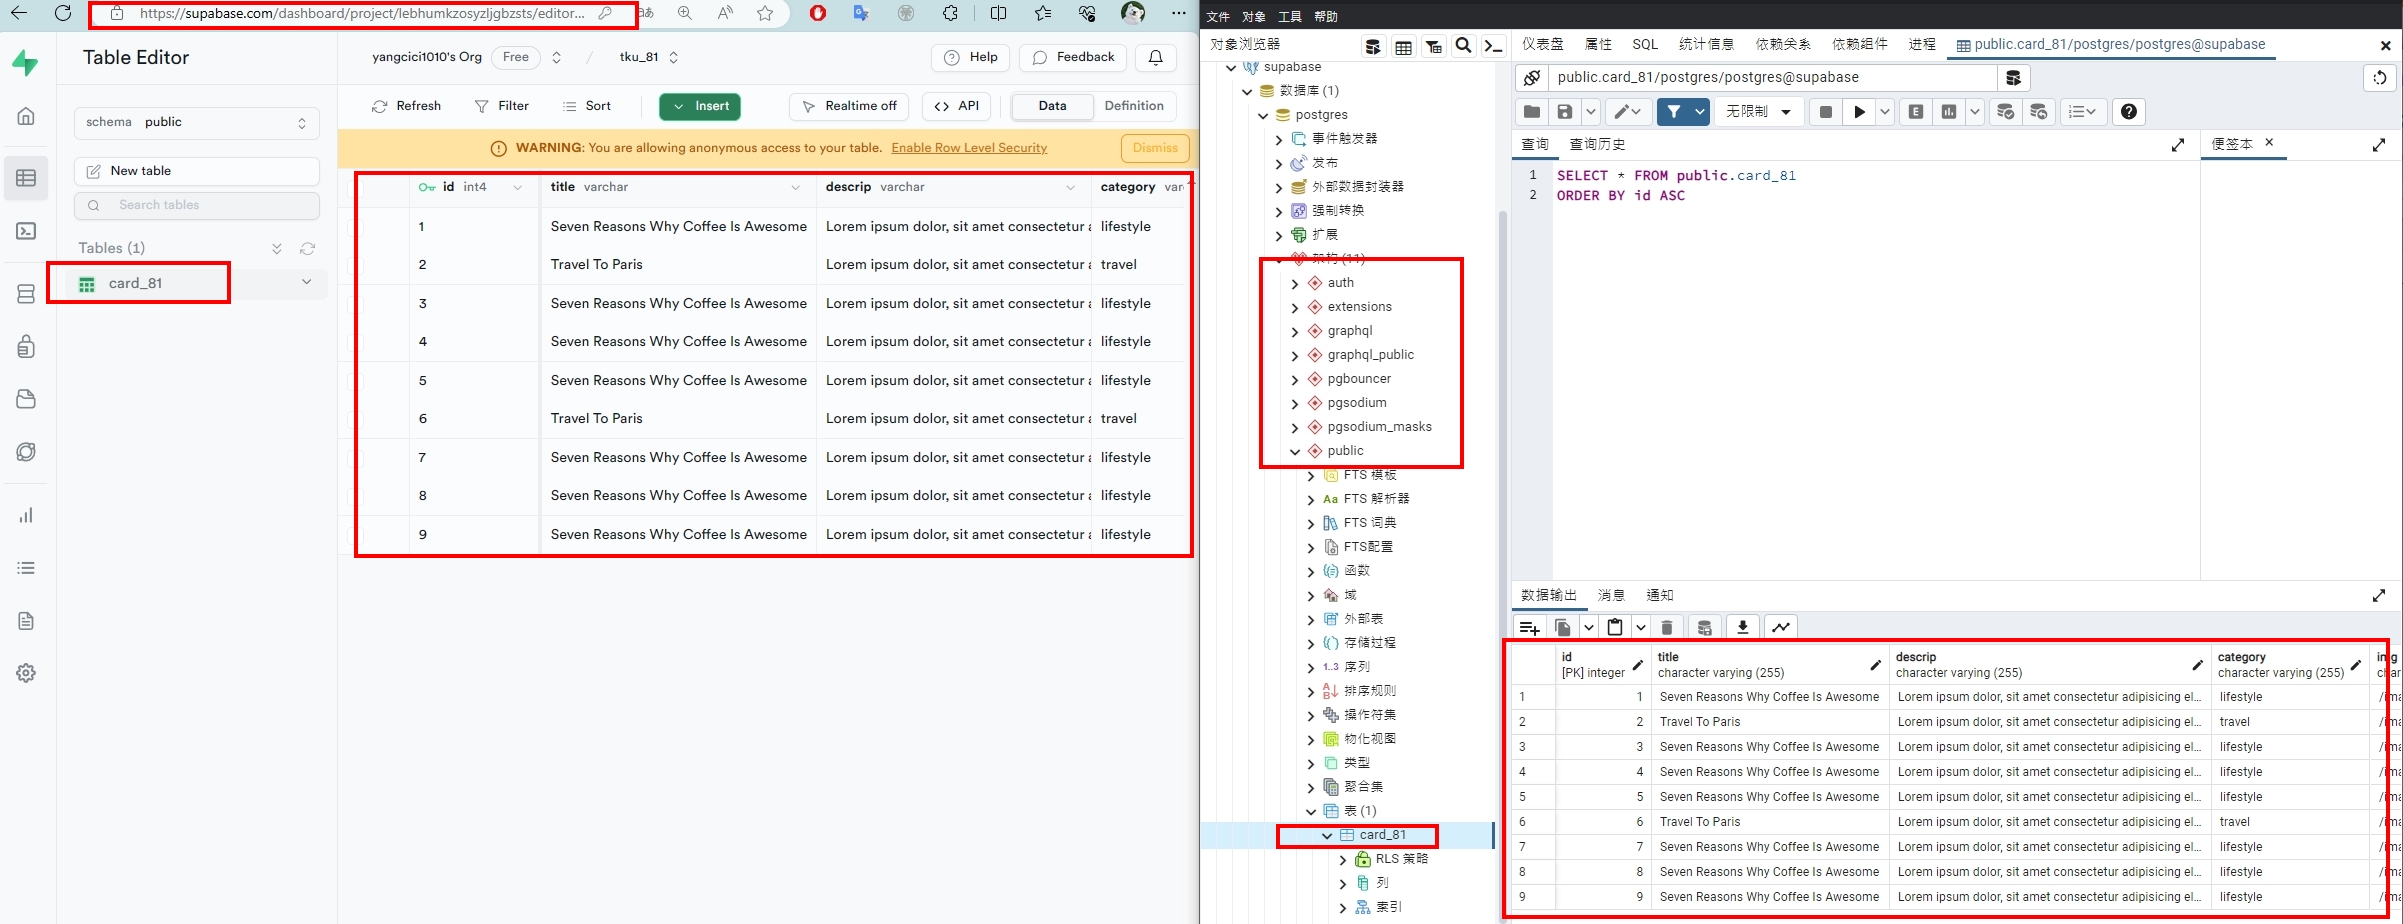 https://supabase.com/dashboard/project/lebhumkzosyzljgbzsts/editor...
Table Editor
schema public
New table
Search tables
Tables (1)
card_81
yangcici1010's Org Free / tku_81
Help
Feedback
Refresh
Filter
Sort
Insert
Realtime off
API
Data
Definition
WARNING: You are allowing anonymous access to your table. Enable Row Level Security
Dismiss
id int4 title varchar descrip varchar category var
1 Seven Reasons Why Coffee Is Awesome Lorem ipsum dolor, sit amet consectetur a lifestyle
2 Travel To Paris Lorem ipsum dolor, sit amet consectetur a travel
3 Seven Reasons Why Coffee Is Awesome Lorem ipsum dolor, sit amet consectetur a lifestyle
4 Seven Reasons Why Coffee Is Awesome Lorem ipsum dolor, sit amet consectetur a lifestyle
5 Seven Reasons Why Coffee Is Awesome Lorem ipsum dolor, sit amet consectetur a lifestyle
6 Travel To Paris Lorem ipsum dolor, sit amet consectetur a travel
7 Seven Reasons Why Coffee Is Awesome Lorem ipsum dolor, sit amet consectetur a lifestyle
8 Seven Reasons Why Coffee Is Awesome Lorem ipsum dolor, sit amet consectetur a lifestyle
9 Seven Reasons Why Coffee Is Awesome Lorem ipsum dolor, sit amet consectetur a lifestyle
文件 对象 工具 帮助
对象浏览器
supabase
数据库 (1)
postgres
事件触发器
发布
外部数据封装器
强制转换
扩展
架构 (11)
auth
extensions
graphql
graphql_public
pgbouncer
pgsodium
pgsodium_masks
public
FTS 模板
FTS 解析器
FTS 词典
FTS配置
函数
域
外部表
存储过程
1..3 序列
排序规则
操作符集
物化视图
类型
聚合集
表 (1)
card_81
RLS 策略
列
索引
仪表盘 属性 SQL 统计信息 依赖关系 依赖组件 进程 public.card_81/postgres/postgres@supabase
public.card_81/postgres/postgres@supabase
无限制
查询 查询历史
便签本
1 SELECT * FROM public.card_81
2 ORDER BY id ASC
数据输出 消息 通知
id title descrip category img
[PK] integer character varying (255) character varying (255) character varying (255) char
1 1 Seven Reasons Why Coffee Is Awesome Lorem ipsum dolor, sit amet consectetur adipisicing el... lifestyle /ima
2 2 Travel To Paris Lorem ipsum dolor, sit amet consectetur adipisicing el... travel /ima
3 3 Seven Reasons Why Coffee Is Awesome Lorem ipsum dolor, sit amet consectetur adipisicing el... lifestyle /ima
4 4 Seven Reasons Why Coffee Is Awesome Lorem ipsum dolor, sit amet consectetur adipisicing el... lifestyle /ima
5 5 Seven Reasons Why Coffee Is Awesome Lorem ipsum dolor, sit amet consectetur adipisicing el... lifestyle /ima
6 6 Travel To Paris Lorem ipsum dolor, sit amet consectetur adipisicing el... travel /ima
7 7 Seven Reasons Why Coffee Is Awesome Lorem ipsum dolor, sit amet consectetur adipisicing el... lifestyle /ima
8 8 Seven Reasons Why Coffee Is Awesome Lorem ipsum dolor, sit amet consectetur adipisicing el... lifestyle /ima
9 9 Seven Reasons Why Coffee Is Awesome Lorem ipsum dolor, sit amet consectetur adipisicing el... lifestyle /ima